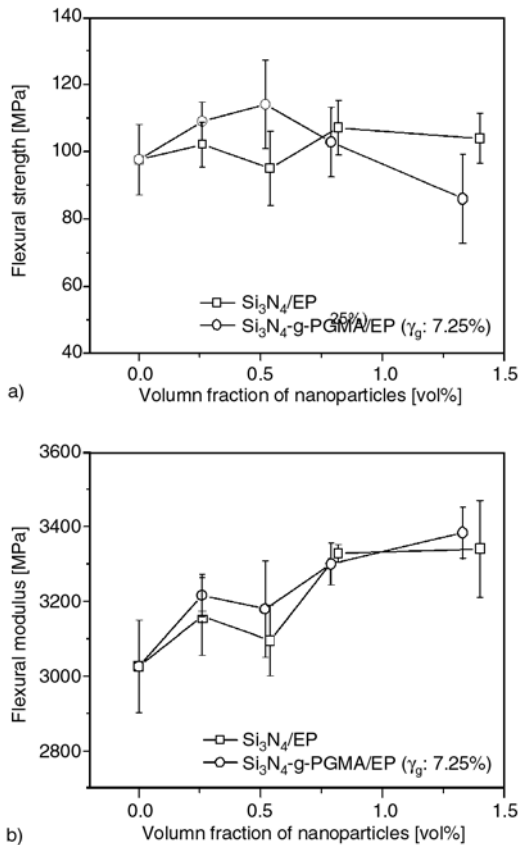 140
120
100
80
60
40
Flexural strength [MPa]
Si₃N₄/EP
25%)
Si₃N₄-g-PGMA/EP (γg: 7.25%)
0.0 0.5 1.0 1.5
a) Volumn fraction of nanoparticles [vol%]
3600
3400
3200
3000
2800
Flexural modulus [MPa]
Si₃N₄/EP
Si₃N₄-g-PGMA/EP (γg: 7.25%)
0.0 0.5 1.0 1.5
b) Volumn fraction of nanoparticles [vol%]